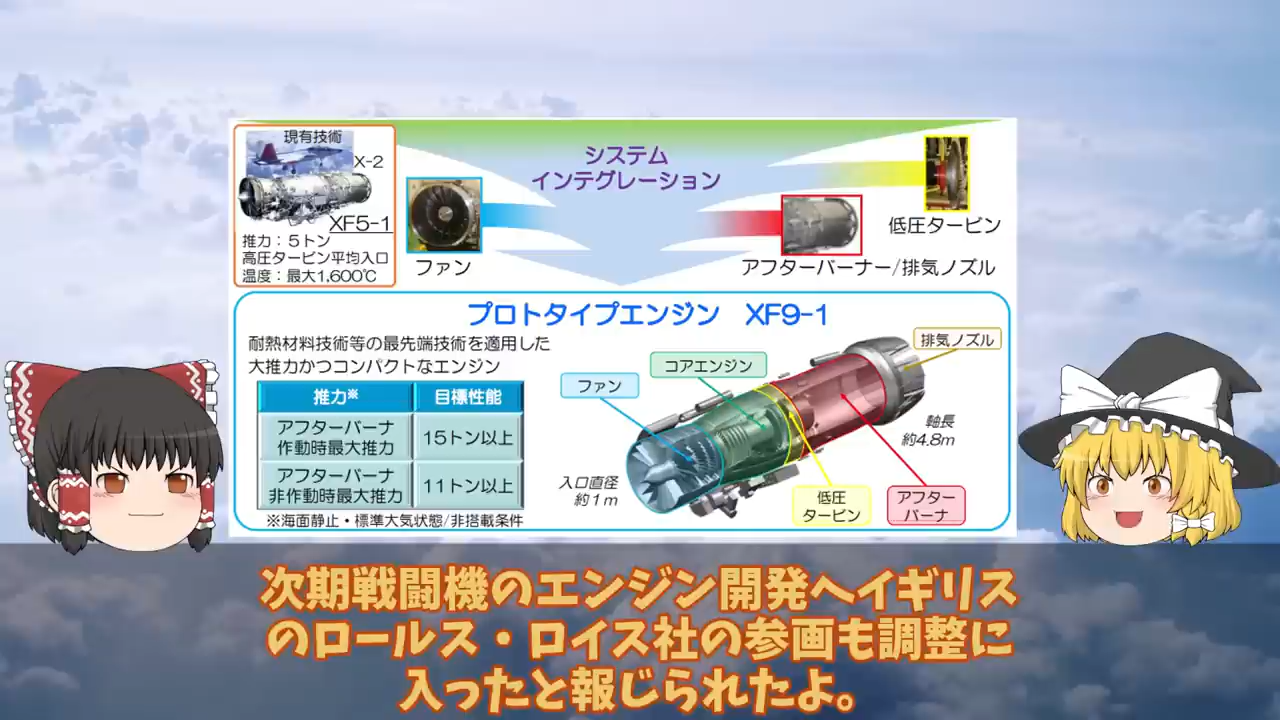 現有技術
X-2
XF5-1
推力：5トン
高圧タービン平均入口
温度：最大1,600℃
ファン
システム
インテグレーション
低圧タービン
アフターバーナー/排気ノズル
プロトタイプエンジン　XF9-1
耐熱材料技術等の最先端技術を適用した
大推力かつコンパクトなエンジン
推力※ 目標性能
アフターバーナ
作動時最大推力
15トン以上
アフターバーナ
非作動時最大推力
11トン以上
※海面静止・標準大気状態/非搭載条件
ファン
コアエンジン
排気ノズル
軸長
約4.8m
入口直径
約1m
低圧
タービン
アフター
バーナ
次期戦闘機のエンジン開発へイギリス
のロールス・ロイス社の参画も調整に
入ったと報じられたよ。